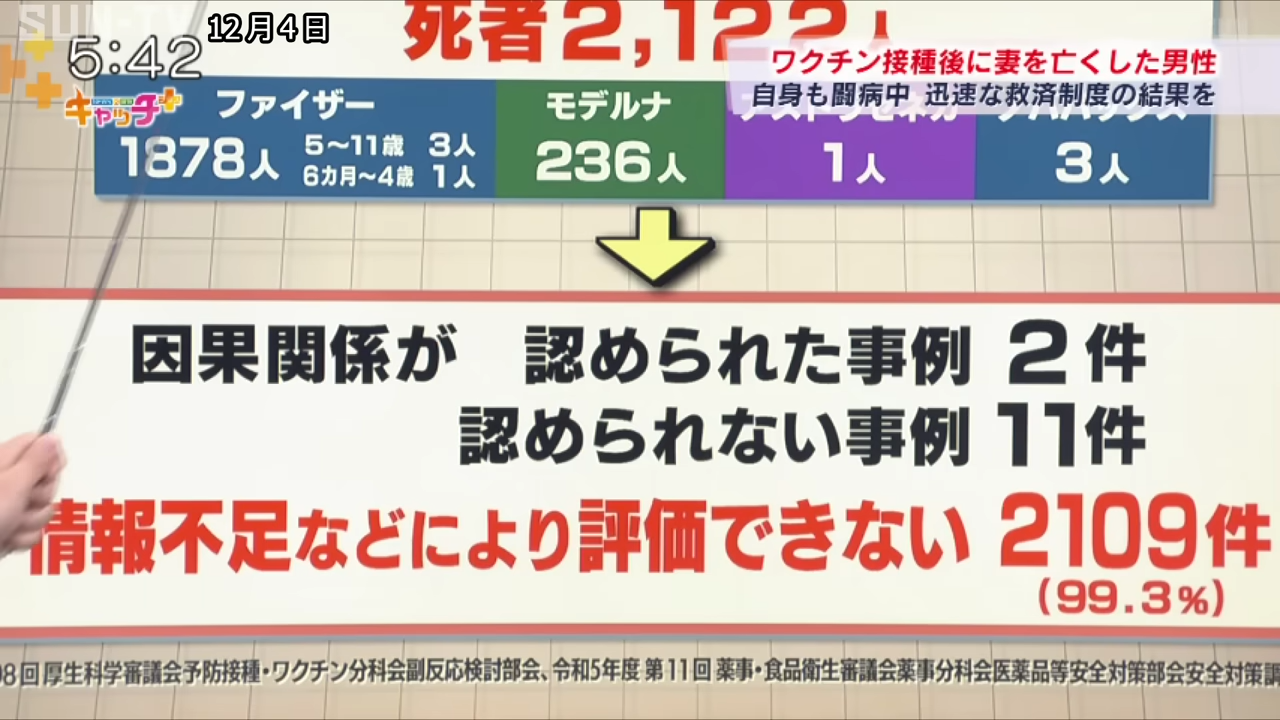 SUN-TV
12月4日
5:42
キャッチ+
死者2,122人
ワクチン接種後に妻を亡くした男性
自身も闘病中 迅速な救済制度の結果を
ファイザー
1878人
5〜11歳 3人
6カ月〜4歳 1人
モデルナ
236人
1人
3人
因果関係が 認められた事例 2件
認められない事例 11件
情報不足などにより評価できない 2109件
(99.3%)
98回 厚生科学審議会予防接種・ワクチン分科会副反応検討部会、令和5年度 第11回 薬事・食品衛生審議会薬事分科会医薬品等安全対策部会安全対策調